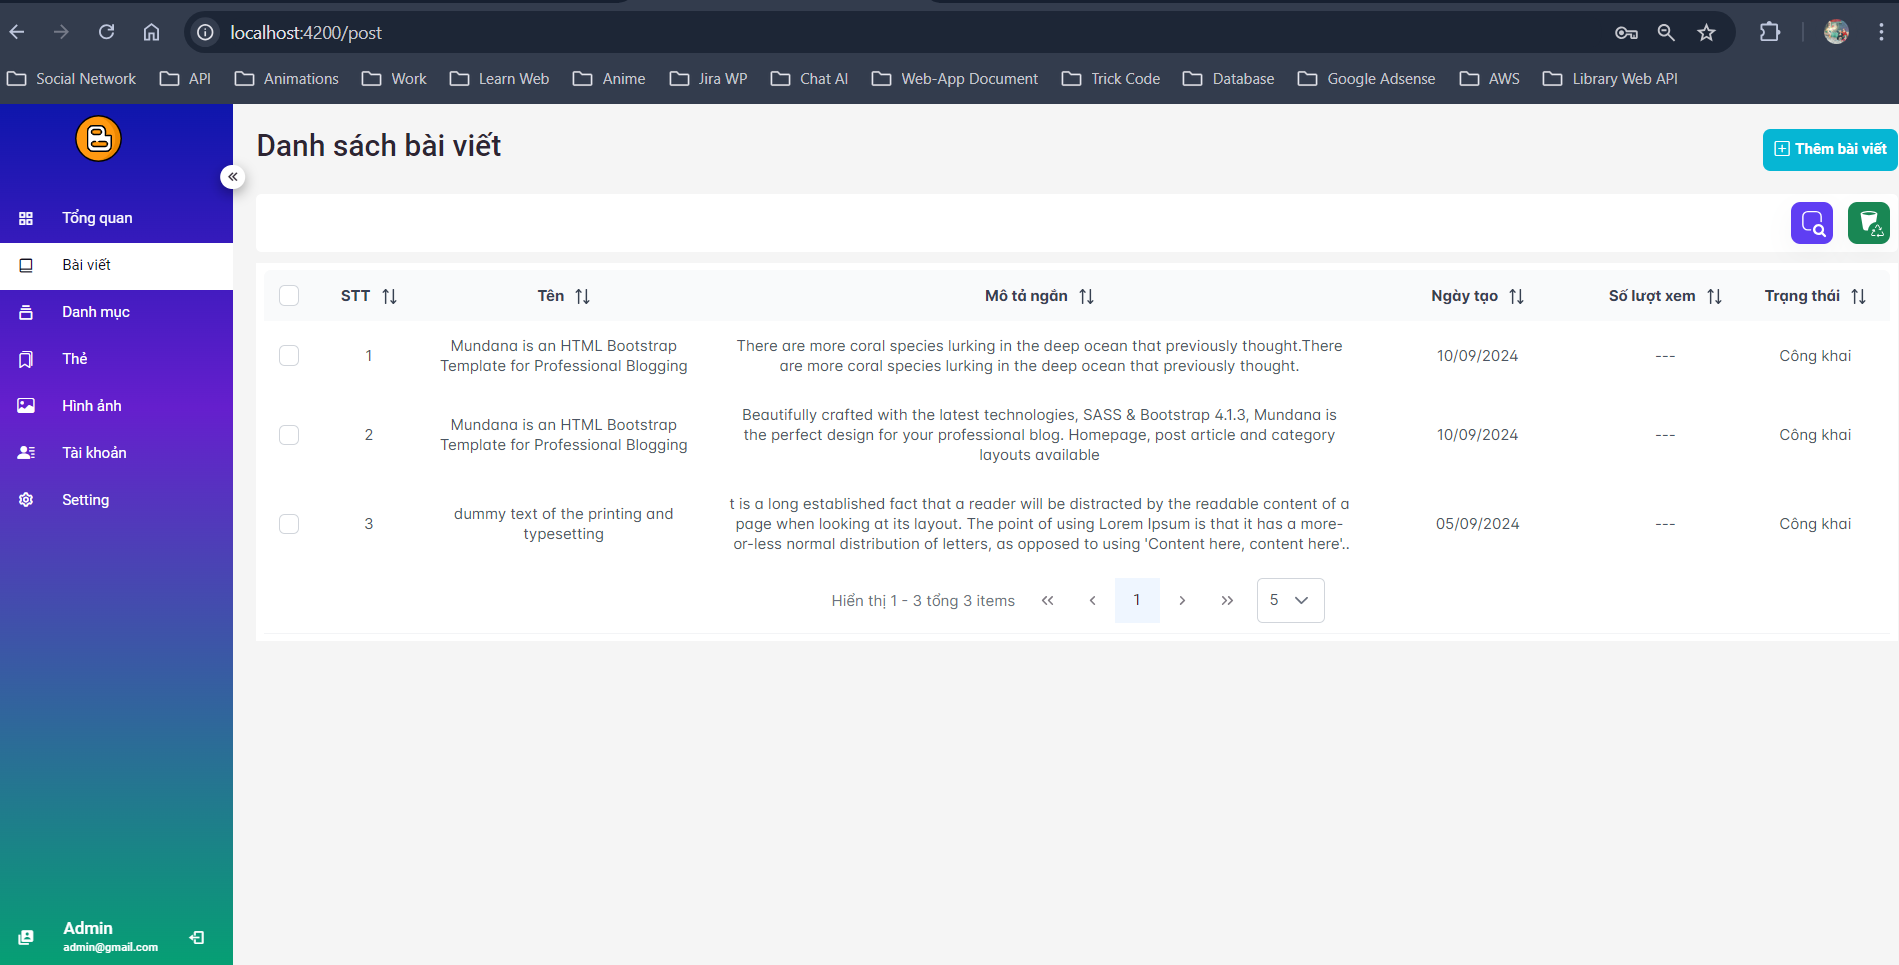 localhost:4200/post
Social Network API Animations Work Learn Web Anime Jira WP Chat AI Web-App Document Trick Code Database Google Adsense AWS Library Web API
Danh sách bài viết
Thêm bài viết
Tổng quan
Bài viết
Danh mục
Thẻ
Hình ảnh
Tài khoản
Setting
STT Tên Mô tả ngắn Ngày tạo Số lượt xem Trạng thái
1 Mundana is an HTML Bootstrap
Template for Professional Blogging
There are more coral species lurking in the deep ocean that previously thought.There
are more coral species lurking in the deep ocean that previously thought.
10/09/2024 --- Công khai
2 Mundana is an HTML Bootstrap
Template for Professional Blogging
Beautifully crafted with the latest technologies, SASS & Bootstrap 4.1.3, Mundana is
the perfect design for your professional blog. Homepage, post article and category
layouts available
10/09/2024 --- Công khai
3 dummy text of the printing and
typesetting
t is a long established fact that a reader will be distracted by the readable content of a
page when looking at its layout. The point of using Lorem Ipsum is that it has a more-
or-less normal distribution of letters, as opposed to using 'Content here, content here'..
05/09/2024 --- Công khai
Hiển thị 1 - 3 tổng 3 items « ‹ 1 › » 5
Admin
admin@gmail.com